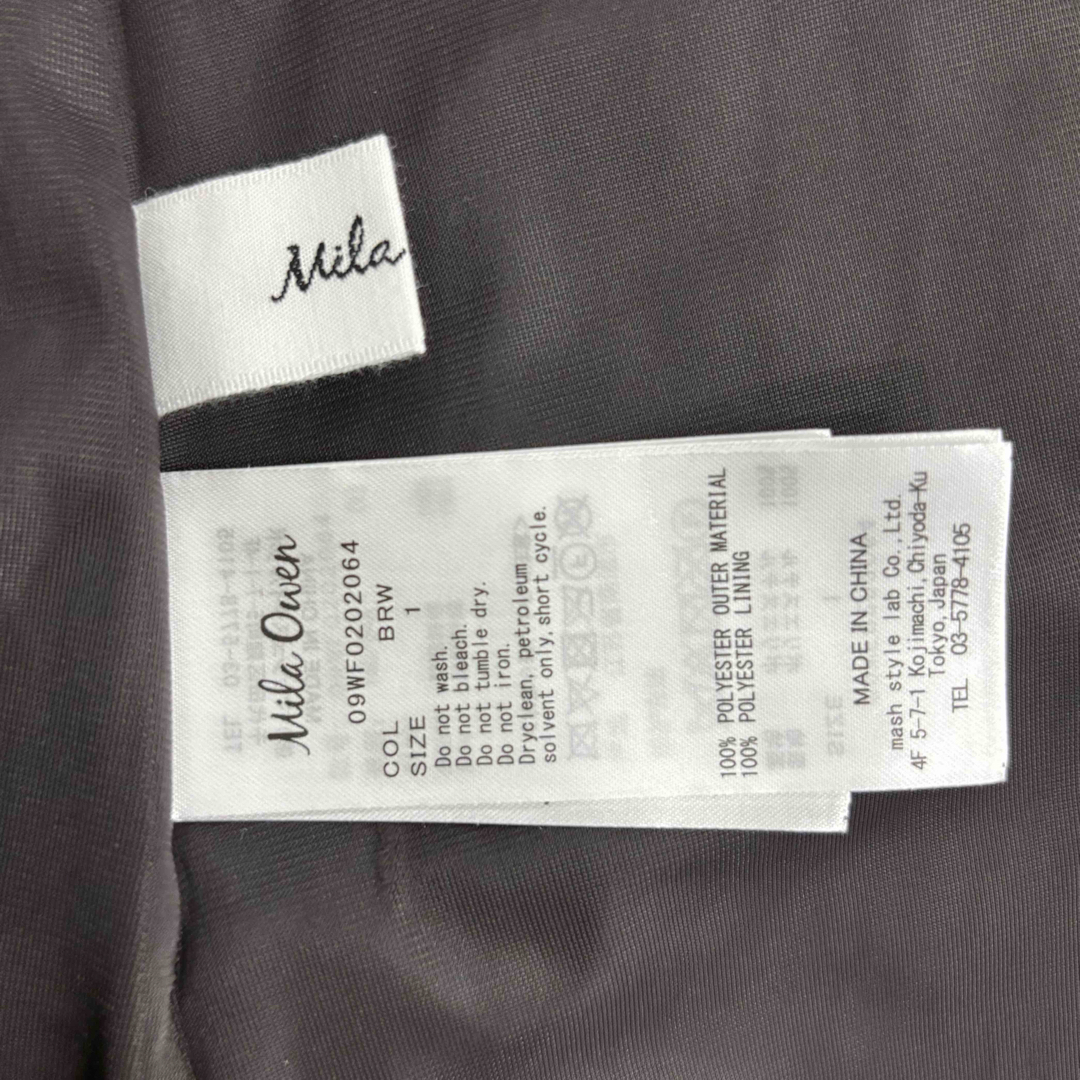 Mila
Mila Owen
09WF0202064
COL BRW
SIZE 1
Do not wash.
Do not bleach.
Do not tumble dry.
Do not iron.
Dryclean, petroleum
solvent only, short cycle.
100% POLYESTER OUTER MATERIAL
100% POLYESTER LINING
MADE IN CHINA
mash style lab Co.,Ltd.
4F 5-7-1 Kojimachi,Chiyoda-Ku
Tokyo,Japan
TEL 03-5778-4105